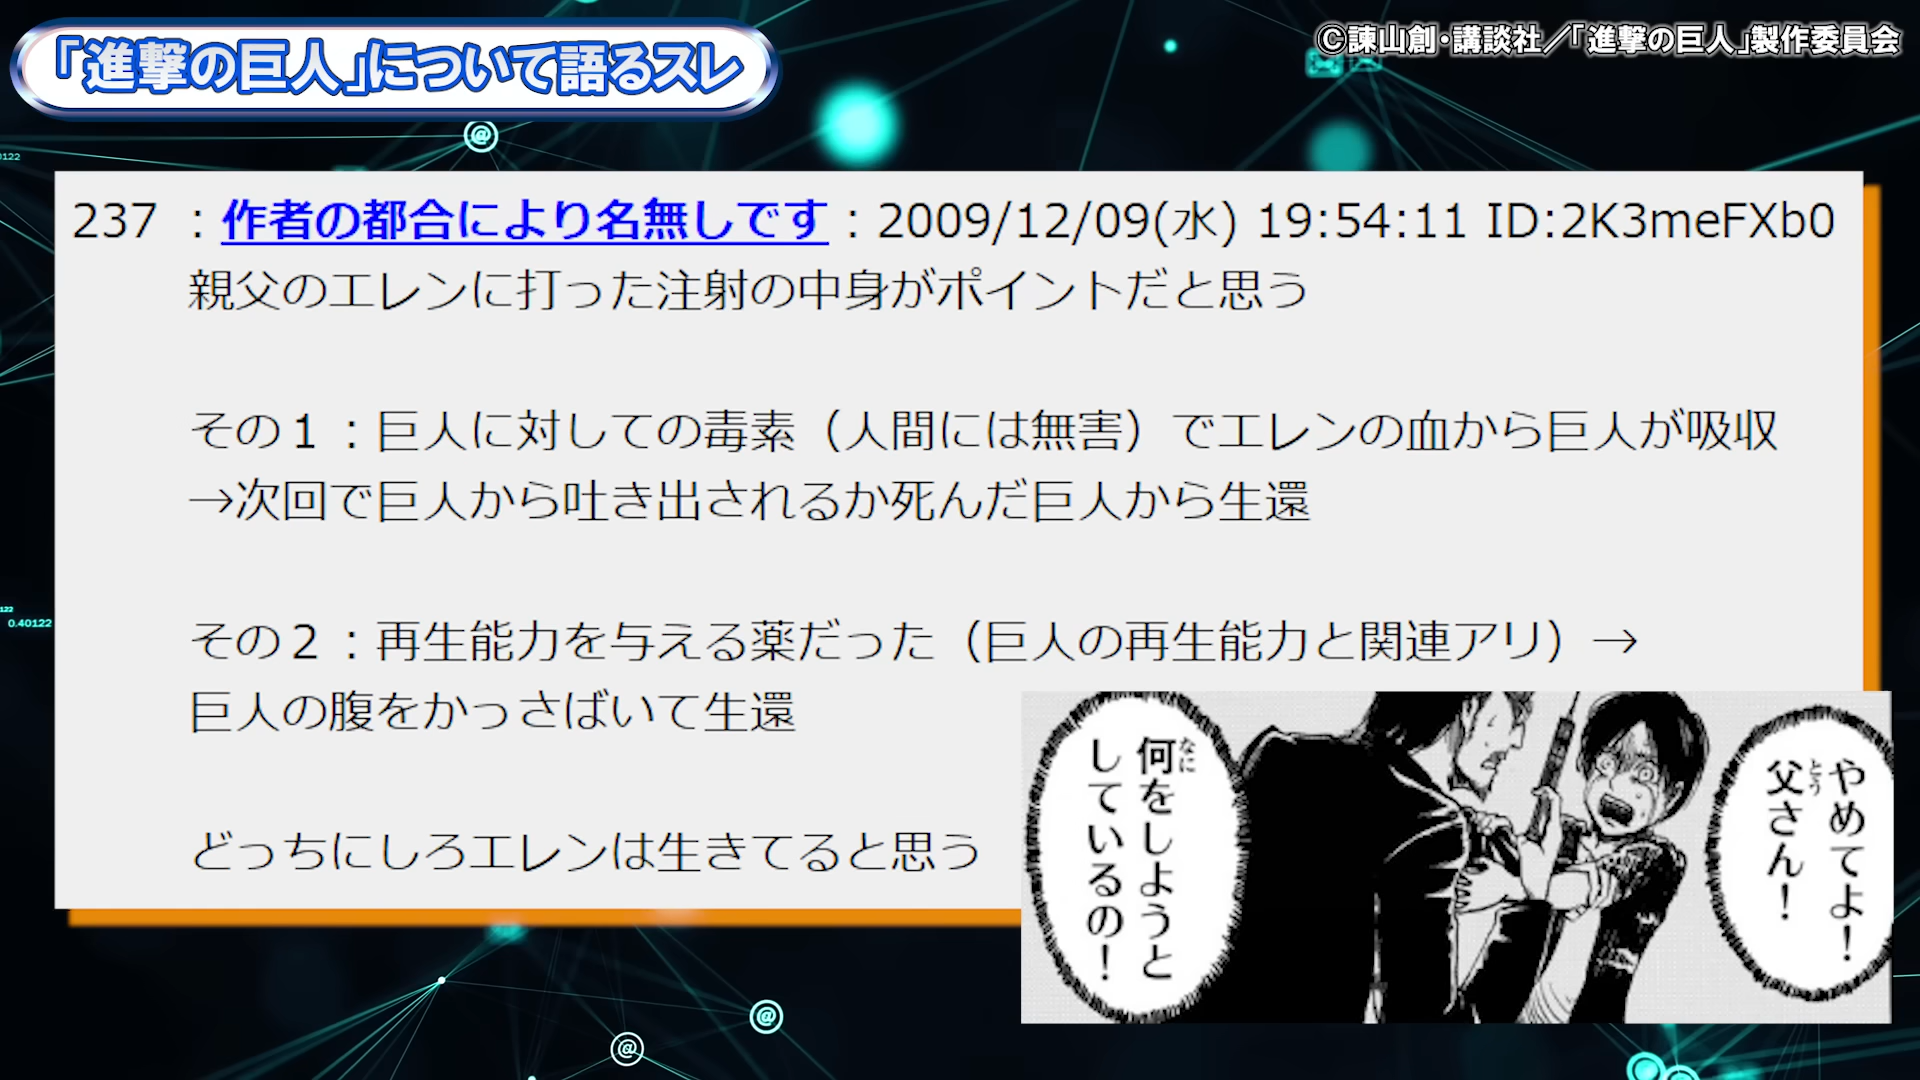 「進撃の巨人」について語るスレ
©諫山創・講談社／「進撃の巨人」製作委員会
0122
122
0.40122
237 ：作者の都合により名無しです：2009/12/09(水) 19:54:11 ID:2K3meFXb0
親父のエレンに打った注射の中身がポイントだと思う
その１：巨人に対しての毒素（人間には無害）でエレンの血から巨人が吸収
→次回で巨人から吐き出されるか死んだ巨人から生還
その２：再生能力を与える薬だった（巨人の再生能力と関連アリ）→
巨人の腹をかっさばいて生還
どっちにしろエレンは生きてると思う
やめてよ！
父さん！
とう
何をしようと
なに
しているの！